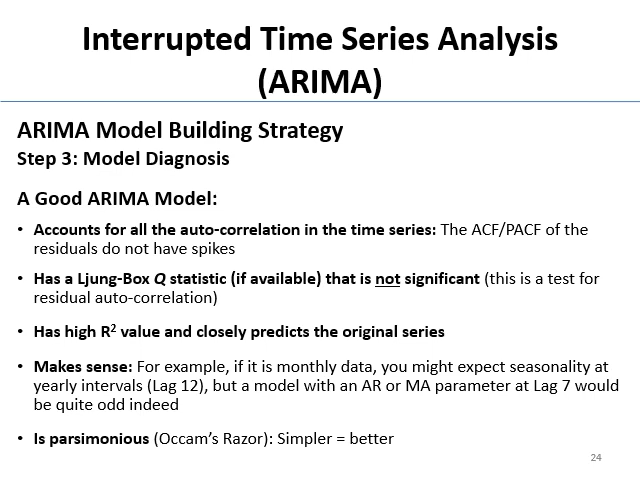 Interrupted Time Series Analysis
(ARIMA)
ARIMA Model Building Strategy
Step 3: Model Diagnosis
A Good ARIMA Model:
• Accounts for all the auto-correlation in the time series: The ACF/PACF of the
residuals do not have spikes
• Has a Ljung-Box Q statistic (if available) that is not significant (this is a test for
residual auto-correlation)
• Has high R² value and closely predicts the original series
• Makes sense: For example, if it is monthly data, you might expect seasonality at
yearly intervals (Lag 12), but a model with an AR or MA parameter at Lag 7 would
be quite odd indeed
• Is parsimonious (Occam's Razor): Simpler = better
24